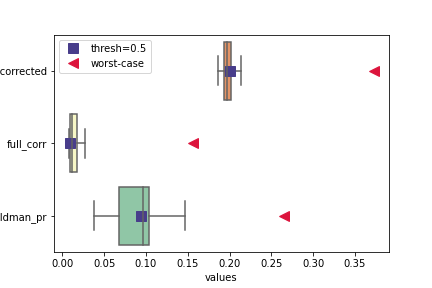 thresh=0.5
worst-case
corrected
full_corr
ldman_pr
0.00 0.05 0.10 0.15 0.20 0.25 0.30 0.35
values